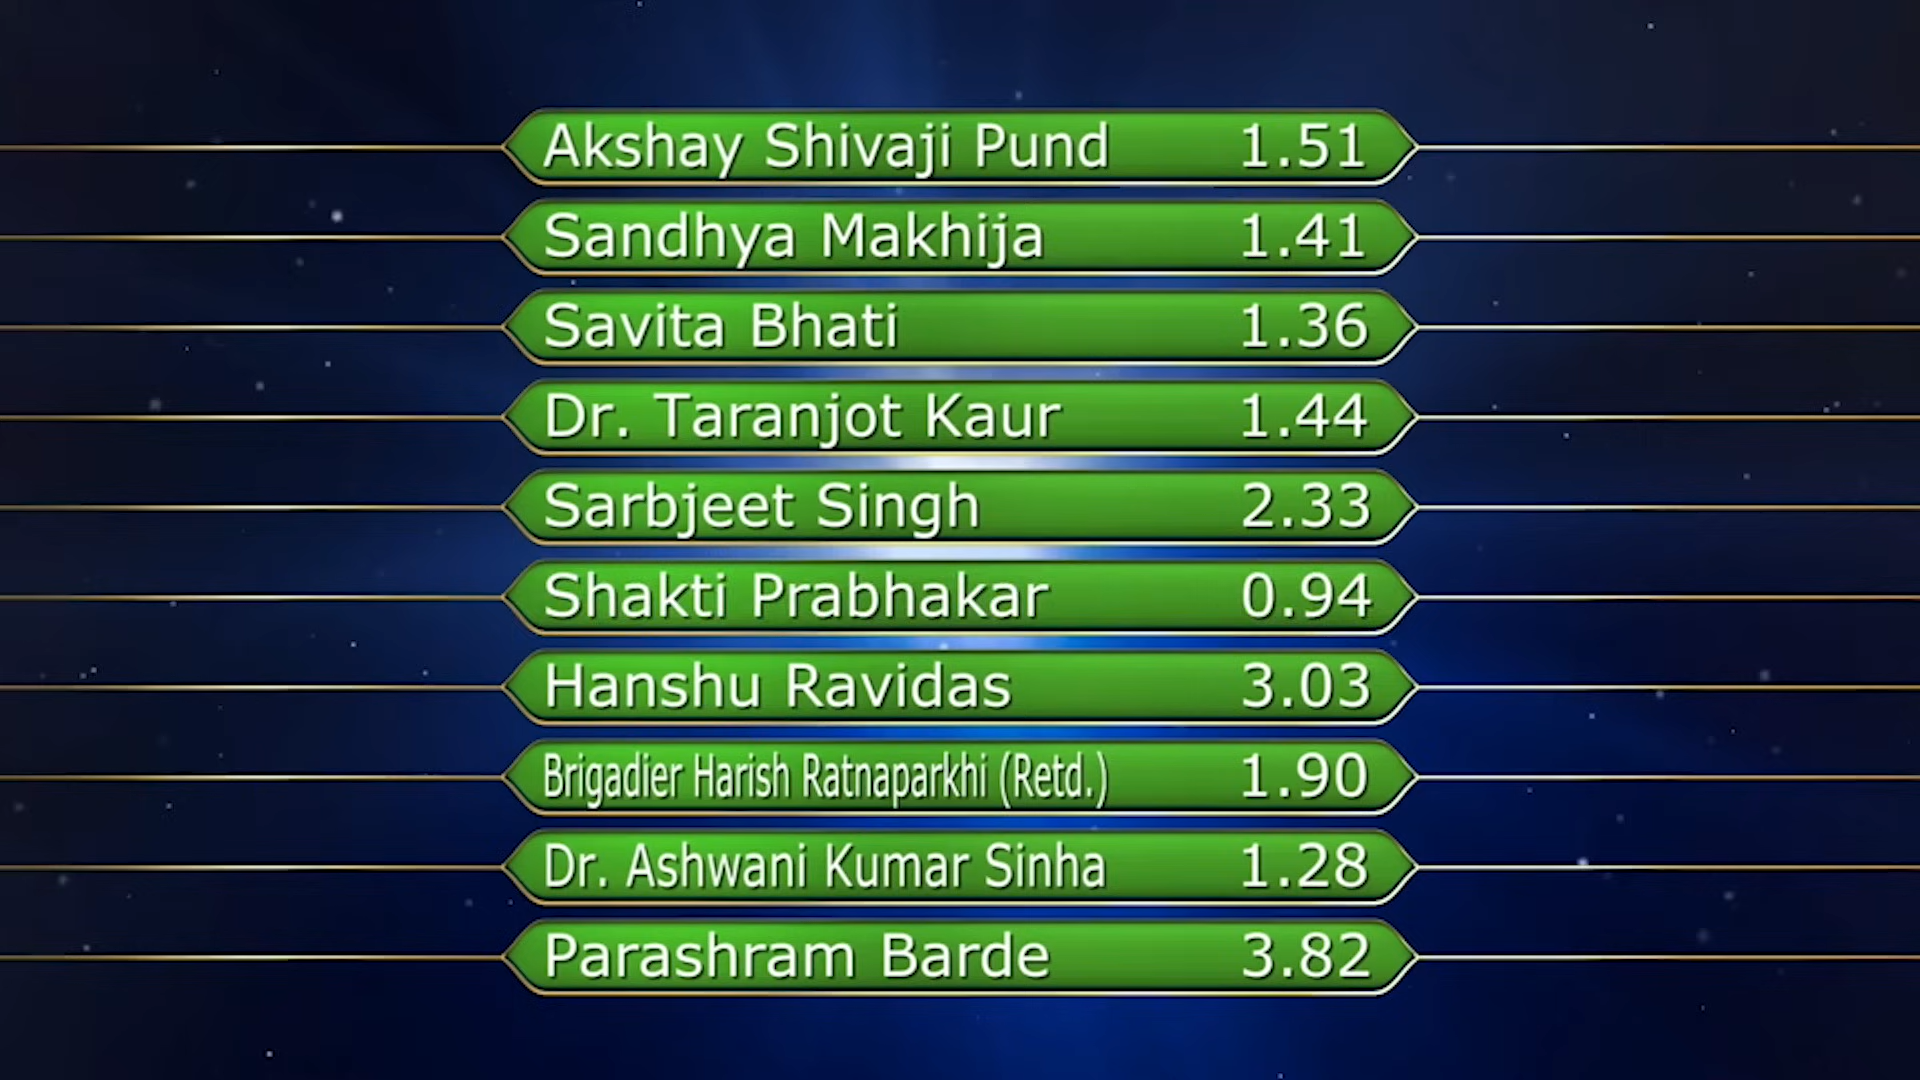 Akshay Shivaji Pund 1.51
Sandhya Makhija 1.41
Savita Bhati 1.36
Dr. Taranjot Kaur 1.44
Sarbjeet Singh 2.33
Shakti Prabhakar 0.94
Hanshu Ravidas 3.03
Brigadier Harish Ratnaparkhi (Retd.) 1.90
Dr. Ashwani Kumar Sinha 1.28
Parashram Barde 3.82